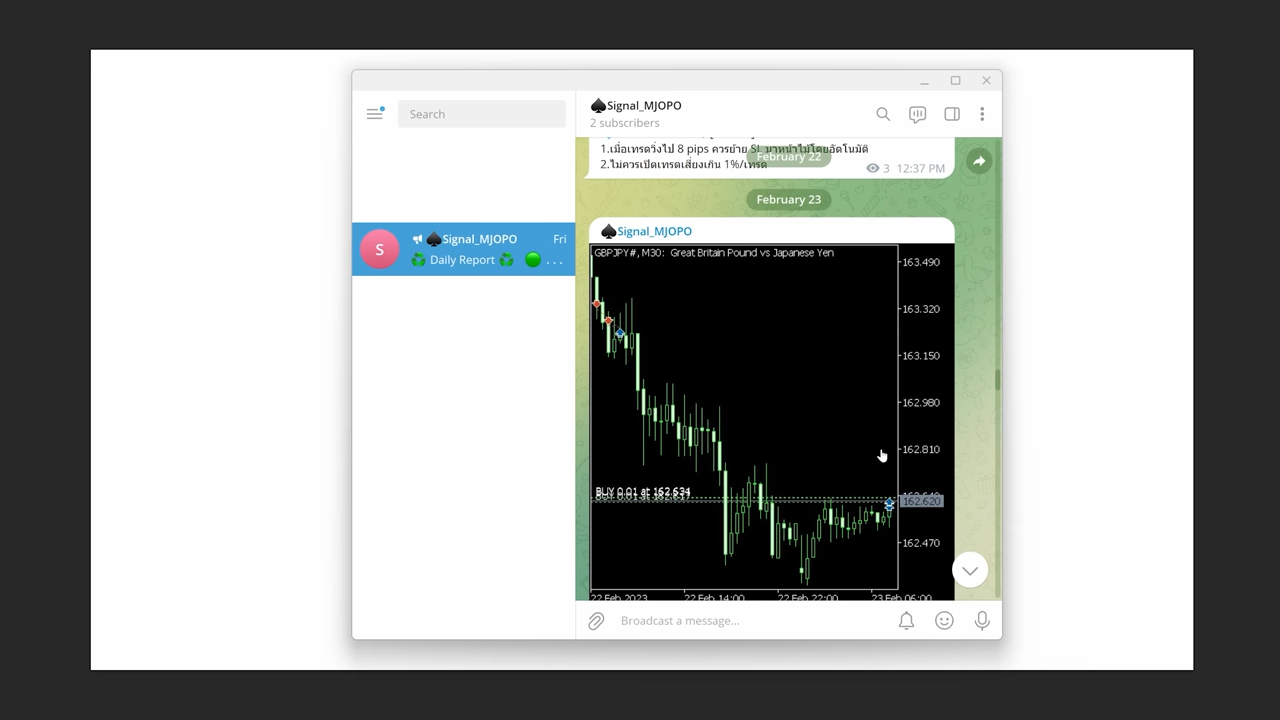 Search
♠Signal_MJOPO
2 subscribers
♠Signal_MJOPO
Fri
♻ Daily Report ♻ 🟢 ...
1.เมื่อเทรดวิ่งไป 8 pips ควรย้าย SL มาหน้าไม้โดยอัตโนมัติ
2.ไม่ควรเปิดเทรดเสี่ยงเกิน 1%/เทรด
February 22
3 12:37 PM
February 23
♠Signal_MJOPO
GBPJPY#, M30: Great Britain Pound vs Japanese Yen
163.490
163.320
163.150
162.980
162.810
BUY 0.01 at 162.634
162.620
162.470
22 Feb 2023
22 Feb 14:00
22 Feb 22:00
23 Feb 06:00
Broadcast a message...